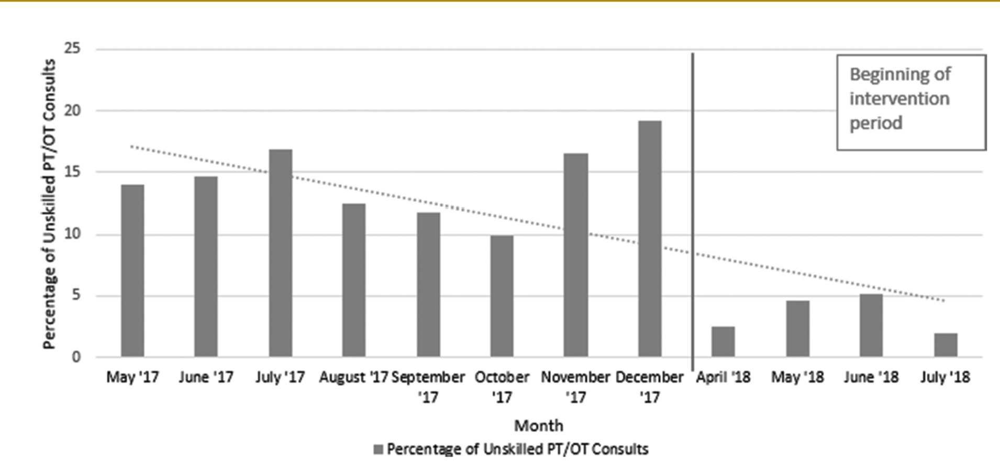 Percentage of Unskilled PT/OT Consults
25
20
15
10
5
0
Beginning of
intervention
period
May '17 June '17 July '17 August '17 September '17 October '17 November '17 December '17 April '18 May '18 June '18 July '18
Month
Percentage of Unskilled PT/OT Consults